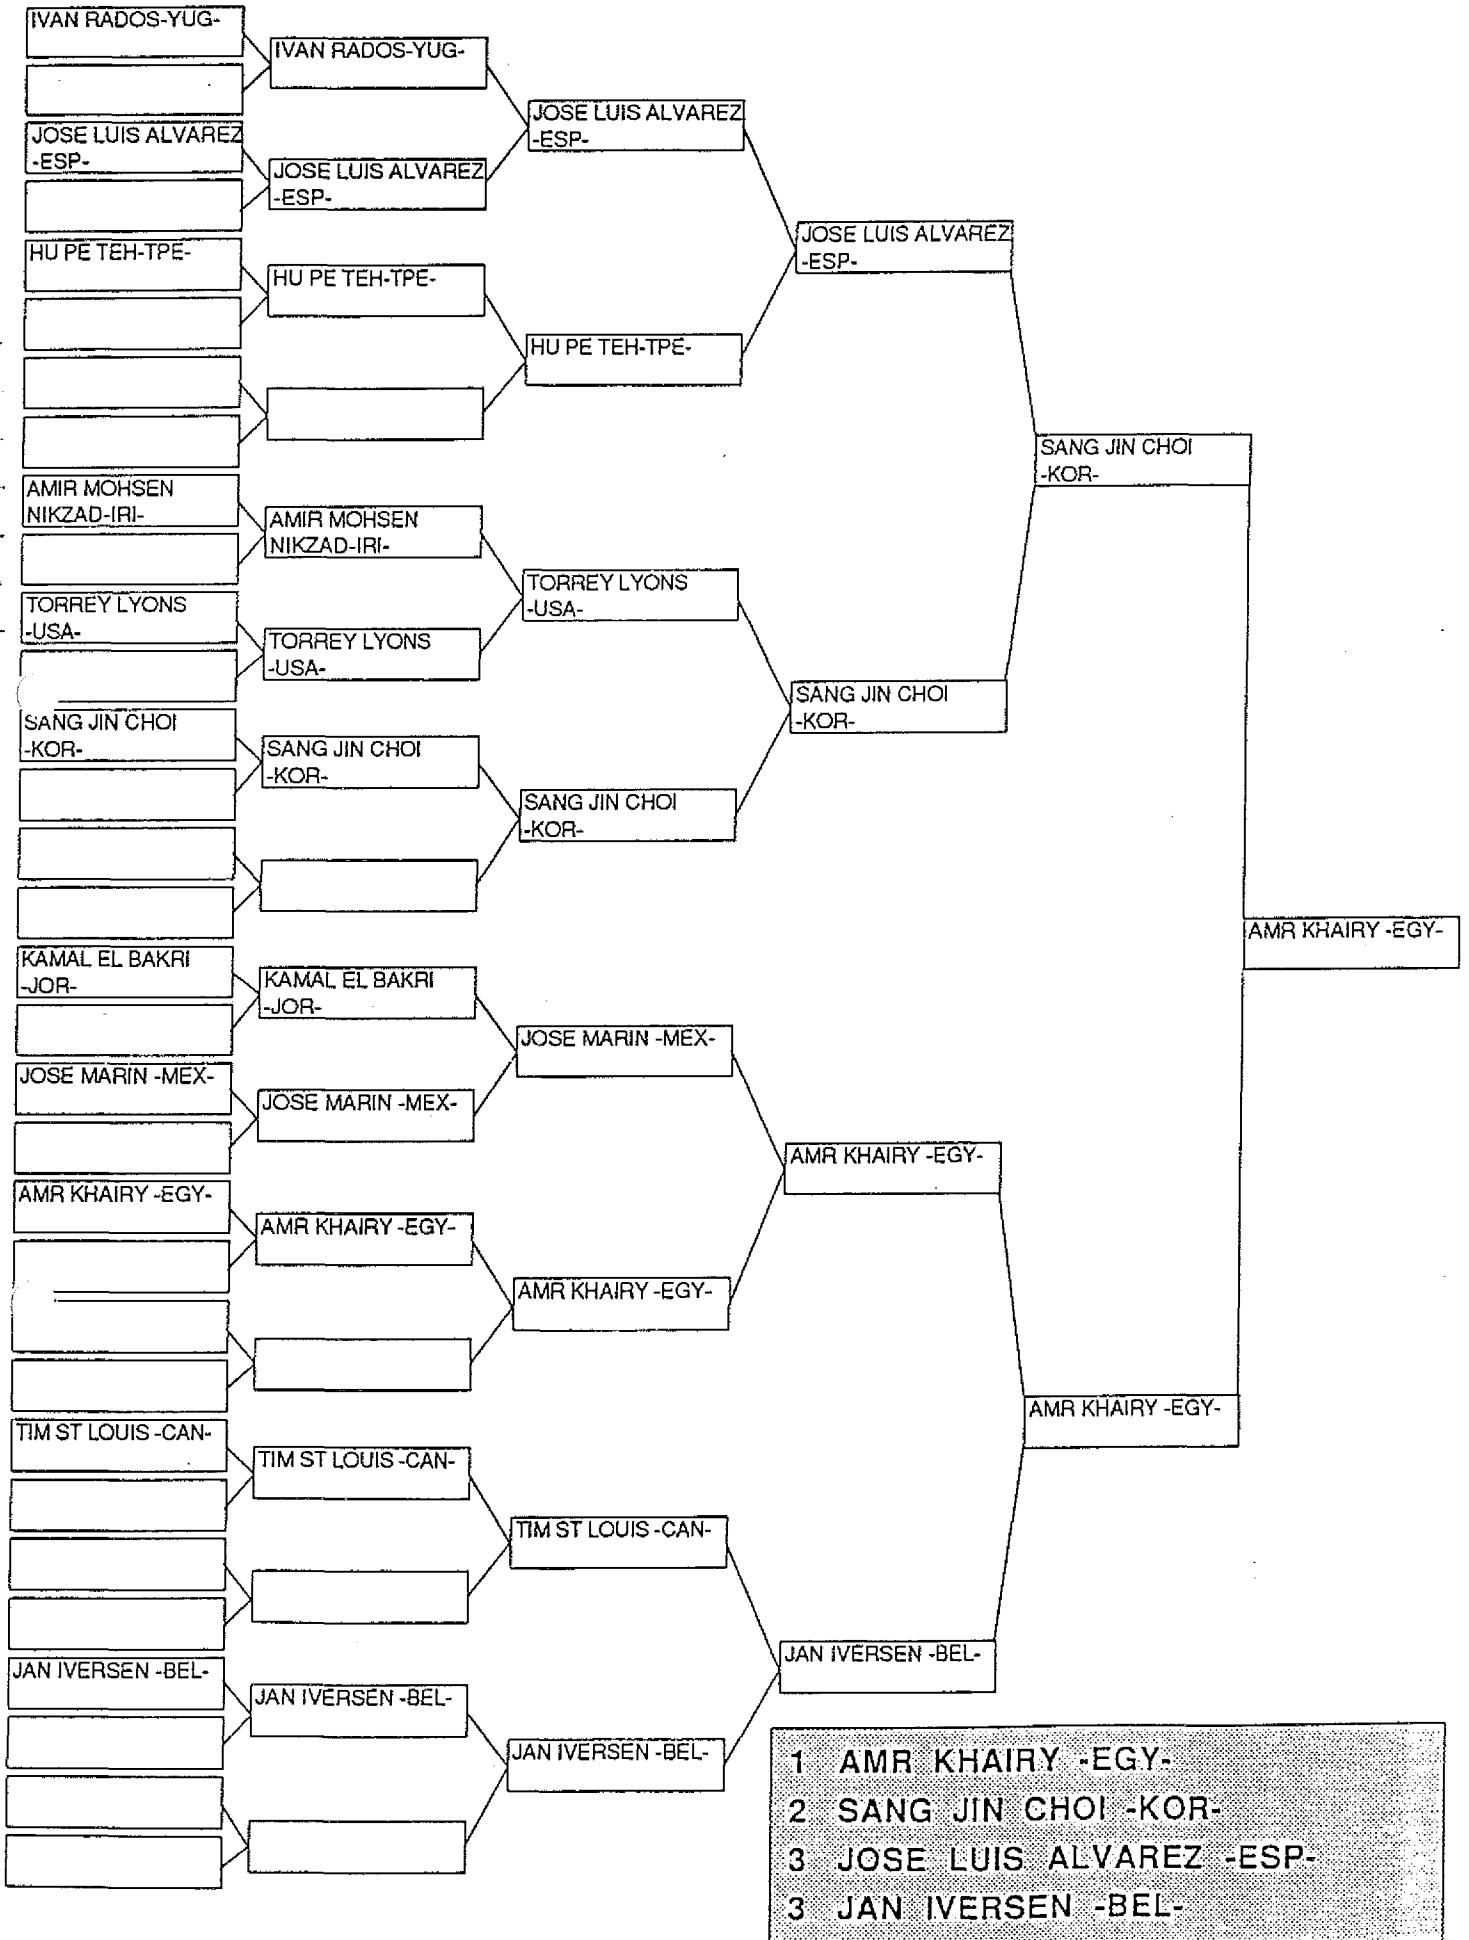 IVAN RADOS-YUG-
JOSE LUIS ALVAREZ
-ESP-
HU PE TEH-TPE-
AMIR MOHSEN
NIKZAD-IRI-
TORREY LYONS
-USA-
SANG JIN CHOI
-KOR-
KAMAL EL BAKRI
-JOR-
JOSE MARIN -MEX-
AMR KHAIRY -EGY-
TIM ST LOUIS -CAN-
JAN IVERSEN -BEL-
IVAN RADOS-YUG-
JOSE LUIS ALVAREZ
-ESP-
HU PE TEH-TPE-
AMIR MOHSEN
NIKZAD-IRI-
TORREY LYONS
-USA-
SANG JIN CHOI
-KOR-
KAMAL EL BAKRI
-JOR-
JOSE MARIN -MEX-
AMR KHAIRY -EGY-
TIM ST LOUIS -CAN-
JAN IVERSEN -BEL-
JOSE LUIS ALVAREZ
-ESP-
HU PE TEH-TPE-
TORREY LYONS
-USA-
SANG JIN CHOI
-KOR-
JOSE MARIN -MEX-
AMR KHAIRY -EGY-
TIM ST LOUIS -CAN-
JAN IVERSEN -BEL-
JOSE LUIS ALVAREZ
-ESP-
SANG JIN CHOI
-KOR-
AMR KHAIRY -EGY-
JAN IVERSEN -BEL-
SANG JIN CHOI
-KOR-
AMR KHAIRY -EGY-
AMR KHAIRY -EGY-
1 AMR KHAIRY -EGY-
2 SANG JIN CHOI -KOR-
3 JOSE LUIS ALVAREZ -ESP-
3 JAN IVERSEN -BEL-